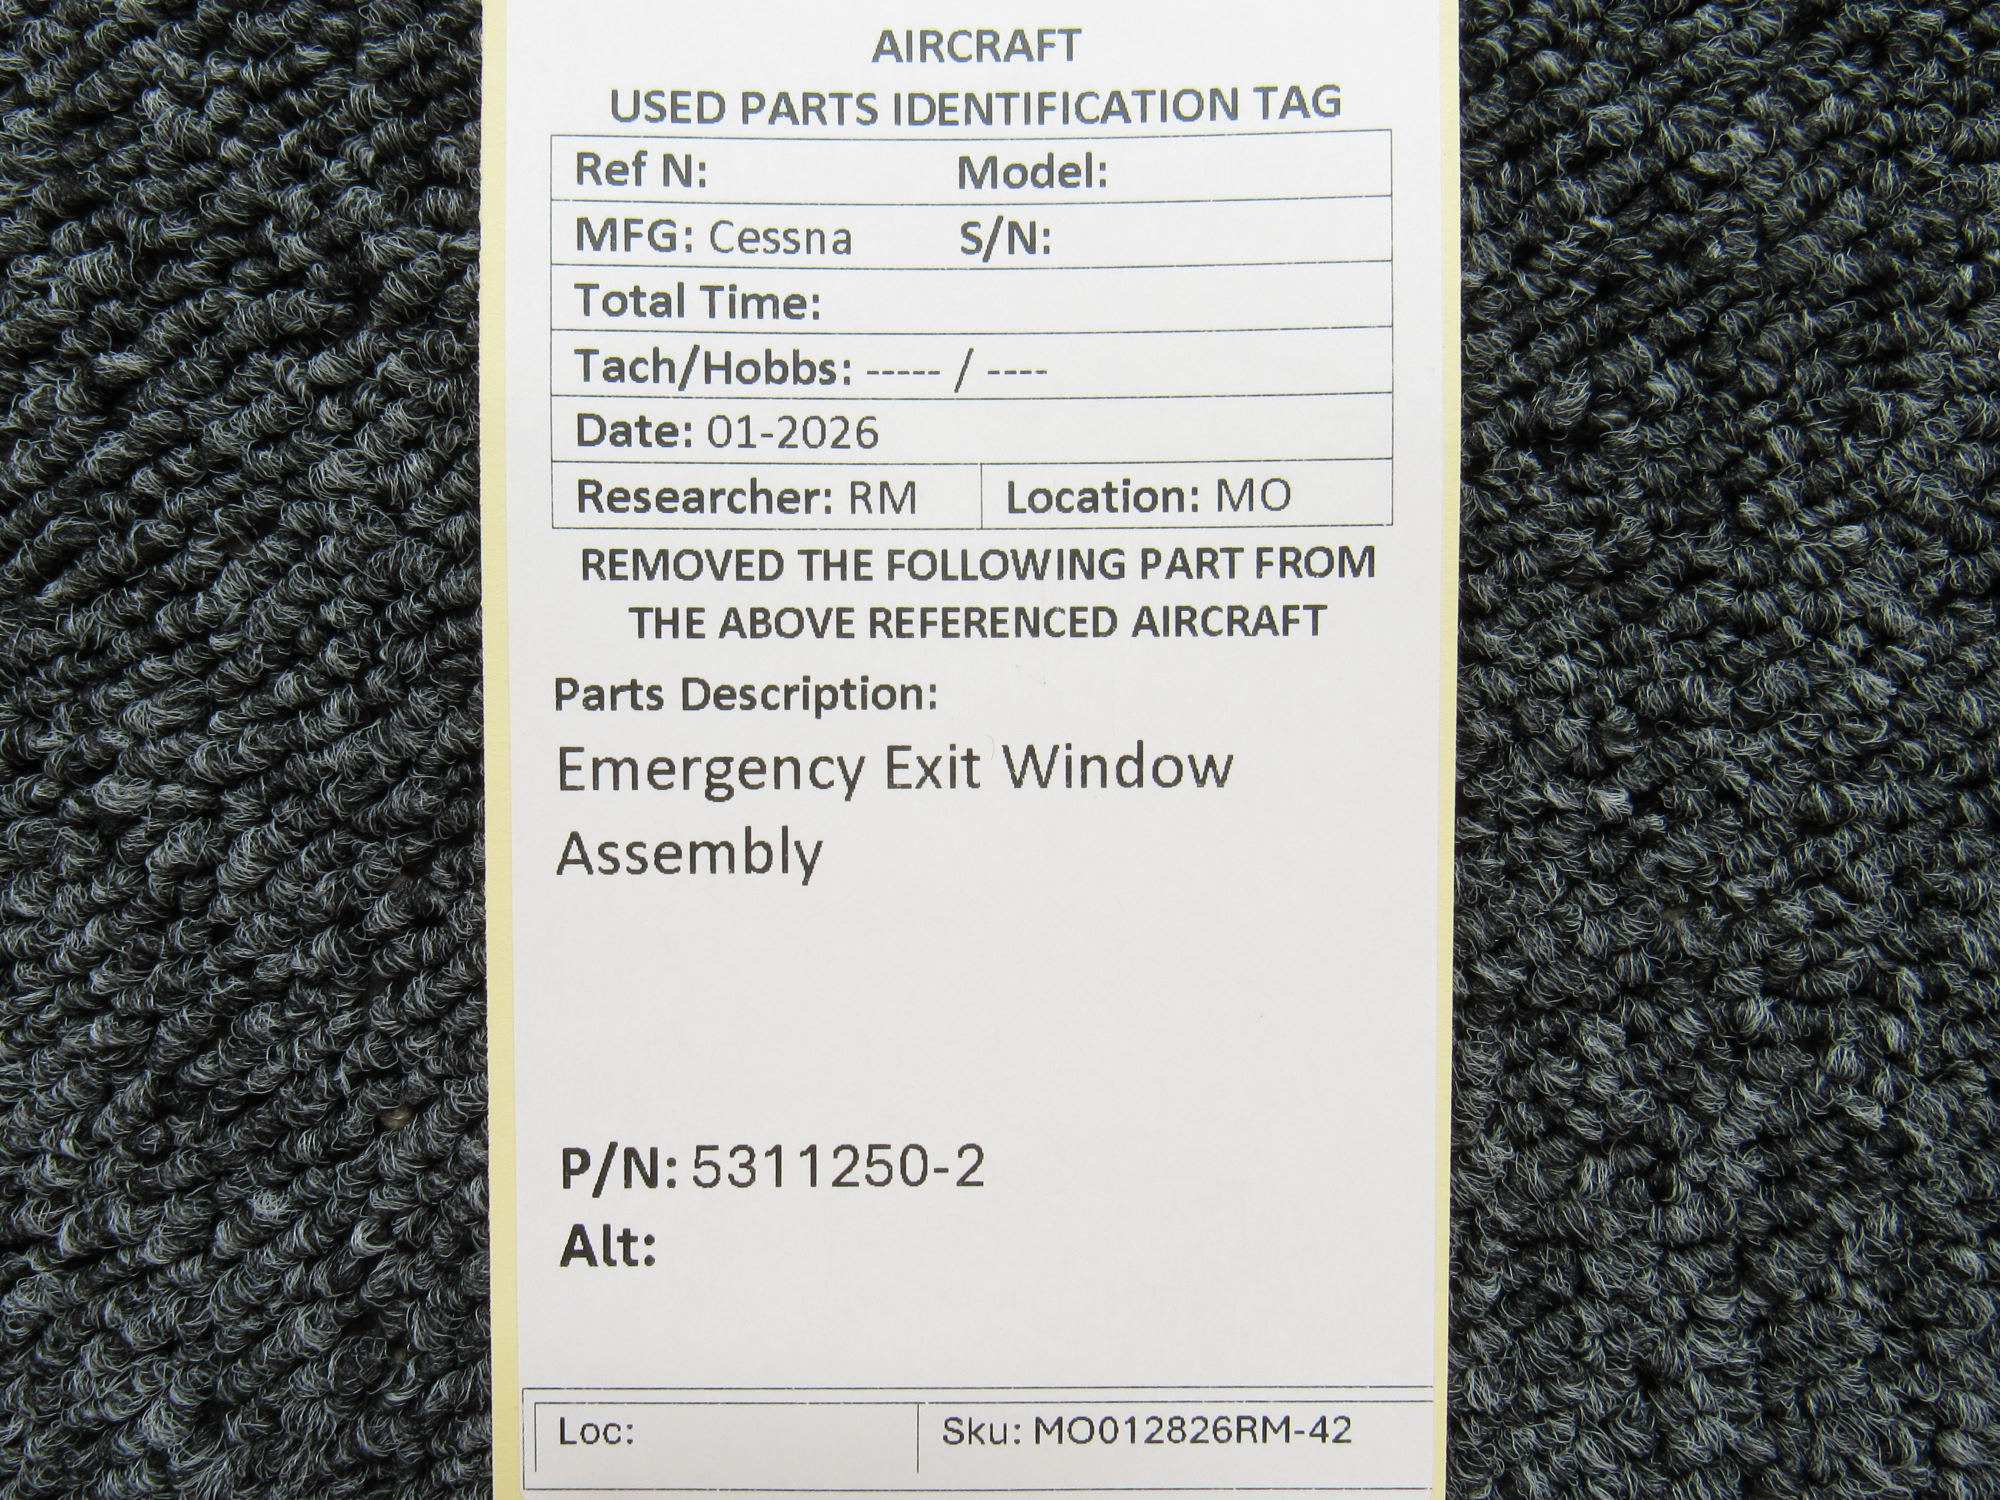 AIRCRAFT
USED PARTS IDENTIFICATION TAG
Ref N: Model:
MFG: Cessna S/N:
Total Time:
Tach/Hobbs: ----- / ----
Date: 01-2026
Researcher: RM Location: MO
REMOVED THE FOLLOWING PART FROM
THE ABOVE REFERENCED AIRCRAFT
Parts Description:
Emergency Exit Window
Assembly
P/N: 5311250-2
Alt:
Loc: Sku: MO012826RM-42